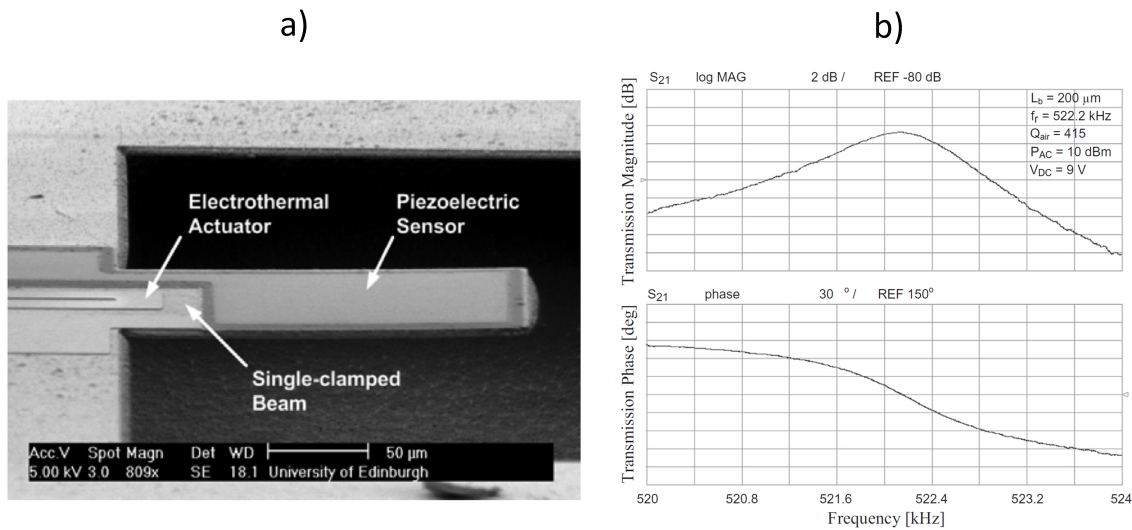 a)
Electrothermal
Actuator
Piezoelectric
Sensor
Single-clamped
Beam
Acc.V Spot Magn Det WD 50 µm
5.00 kV 3.0 809x SE 18.1 University of Edinburgh
b)
S21 log MAG 2 dB / REF -80 dB
Lb = 200 µm
fr = 522.2 kHz
Qair = 415
PAC = 10 dBm
VDC = 9 V
Transmission Magnitude [dB]
S21 phase 30 º / REF 150º
Transmission Phase [deg]
520 520.8 521.6 522.4 523.2 524
Frequency [kHz]